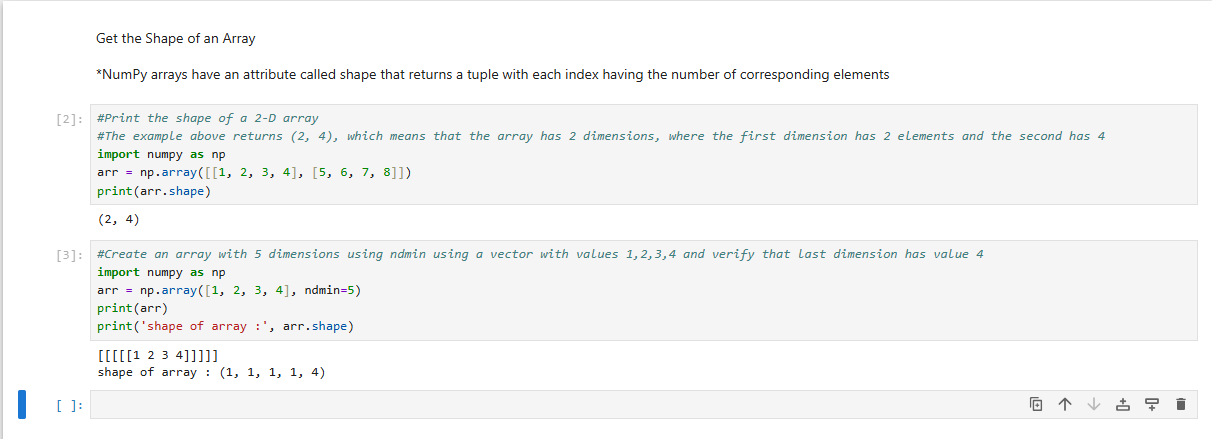 Get the Shape of an Array
*NumPy arrays have an attribute called shape that returns a tuple with each index having the number of corresponding elements
[2]: #Print the shape of a 2-D array
#The example above returns (2, 4), which means that the array has 2 dimensions, where the first dimension has 2 elements and the second has 4
import numpy as np
arr = np.array([[1, 2, 3, 4], [5, 6, 7, 8]])
print(arr.shape)
(2, 4)
[3]: #Create an array with 5 dimensions using ndmin using a vector with values 1,2,3,4 and verify that last dimension has value 4
import numpy as np
arr = np.array([1, 2, 3, 4], ndmin=5)
print(arr)
print('shape of array :', arr.shape)
[[[[[1 2 3 4]]]]]
shape of array : (1, 1, 1, 1, 4)
[ ]: